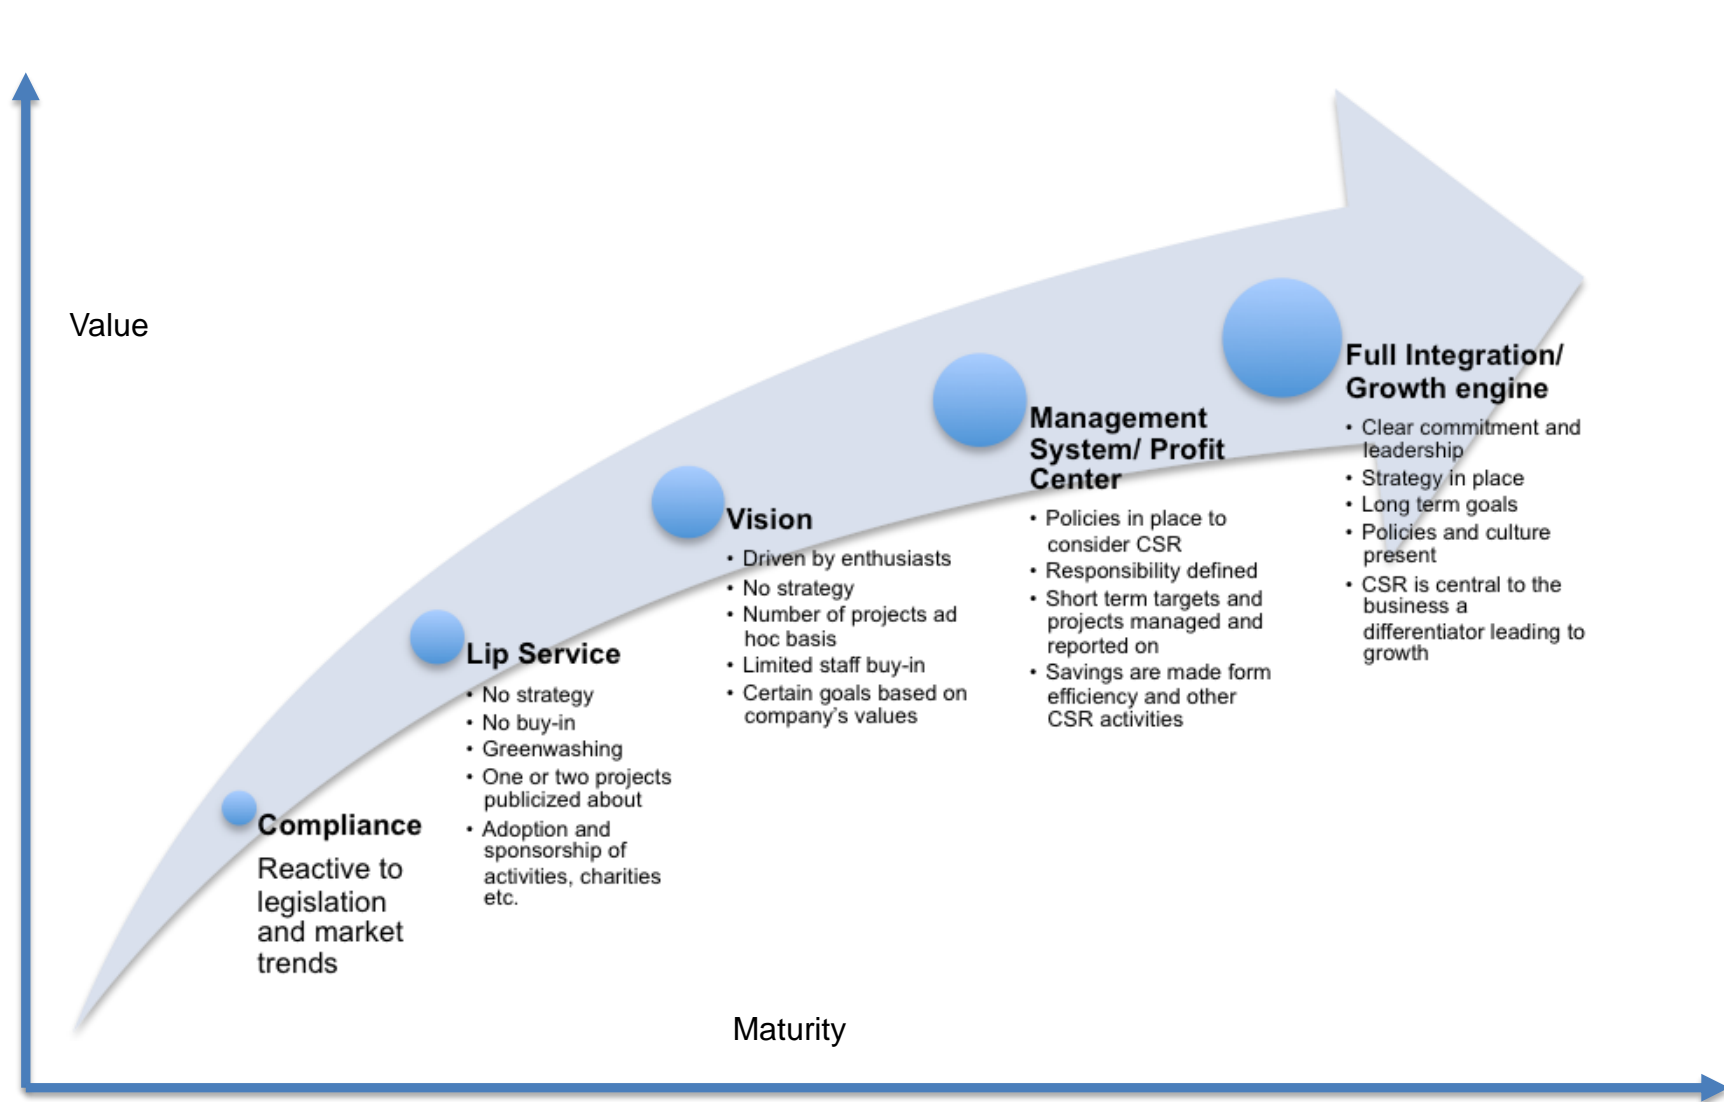 Value
Compliance
Reactive to
legislation
and market
trends
Lip Service
• No strategy
• No buy-in
• Greenwashing
• One or two projects
publicized about
• Adoption and
sponsorship of
activities, charities
etc.
Vision
• Driven by enthusiasts
• No strategy
• Number of projects ad
hoc basis
• Limited staff buy-in
• Certain goals based on
company's values
Management
System/ Profit
Center
• Policies in place to
consider CSR
• Responsibility defined
• Short term targets and
projects managed and
reported on
• Savings are made form
efficiency and other
CSR activities
Full Integration/
Growth engine
• Clear commitment and
leadership
• Strategy in place
• Long term goals
• Policies and culture
present
• CSR is central to the
business a
differentiator leading to
growth
Maturity